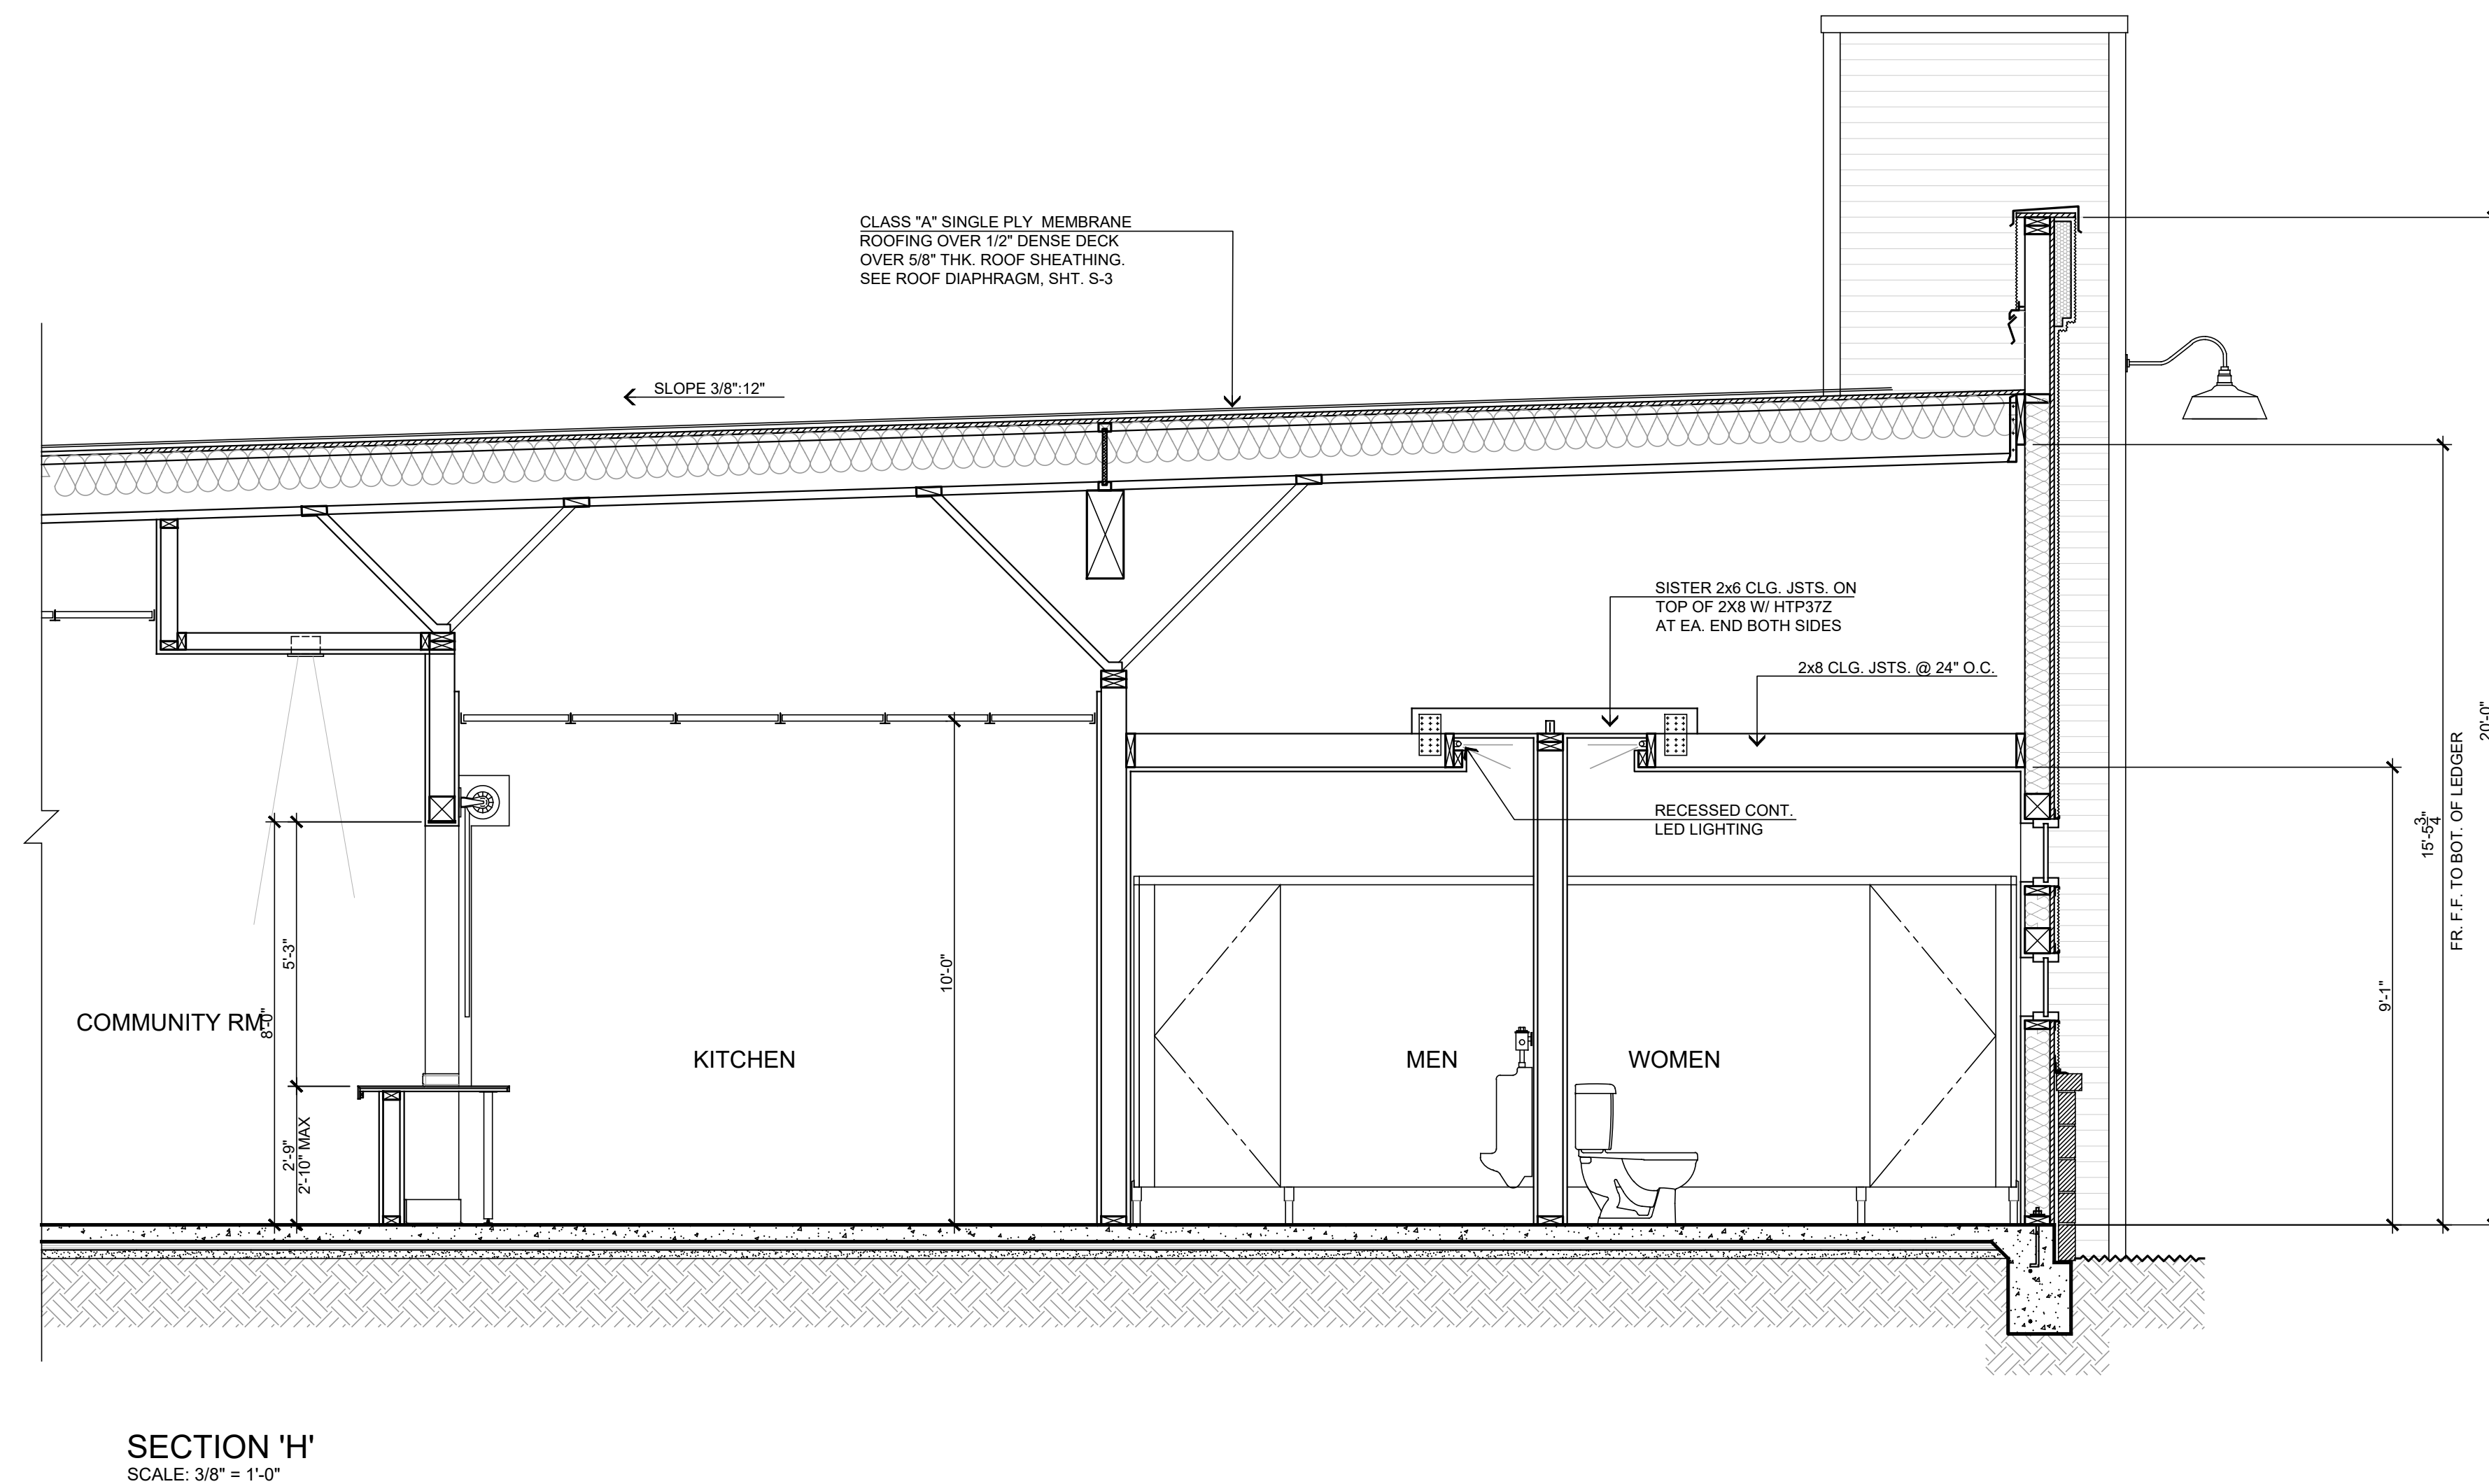 CLASS "A" SINGLE PLY MEMBRANE
ROOFING OVER 1/2" DENSE DECK
OVER 5/8" THK. ROOF SHEATHING.
SEE ROOF DIAPHRAGM, SHT. S-3
SLOPE 3/8":12"
SISTER 2x6 CLG. JSTS. ON
TOP OF 2X8 W/ HTP37Z
AT EA. END BOTH SIDES
2x8 CLG. JSTS. @ 24" O.C.
RECESSED CONT.
LED LIGHTING
20'-0"
15'-5 3/4"
FR. F.F. TO BOT. OF LEDGER
9'-1"
10'-0"
5'-3"
8'-0"
2'-9"
2'-10" MAX
COMMUNITY RM.
KITCHEN
MEN
WOMEN
SECTION 'H'
SCALE: 3/8" = 1'-0"